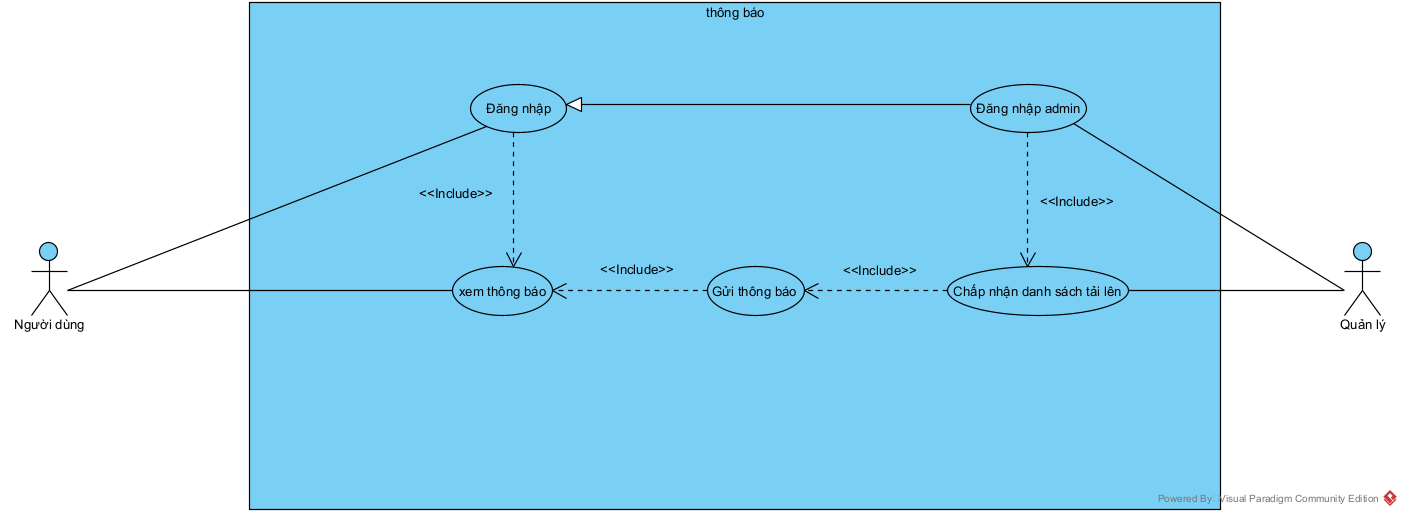 thông báo
Đăng nhập
Đăng nhập admin
<<Include>>
<<Include>>
<<Include>>
<<Include>>
xem thông báo
Gửi thông báo
Chấp nhận danh sách tải lên
Người dùng
Quản lý
Powered By: Visual Paradigm Community Edition